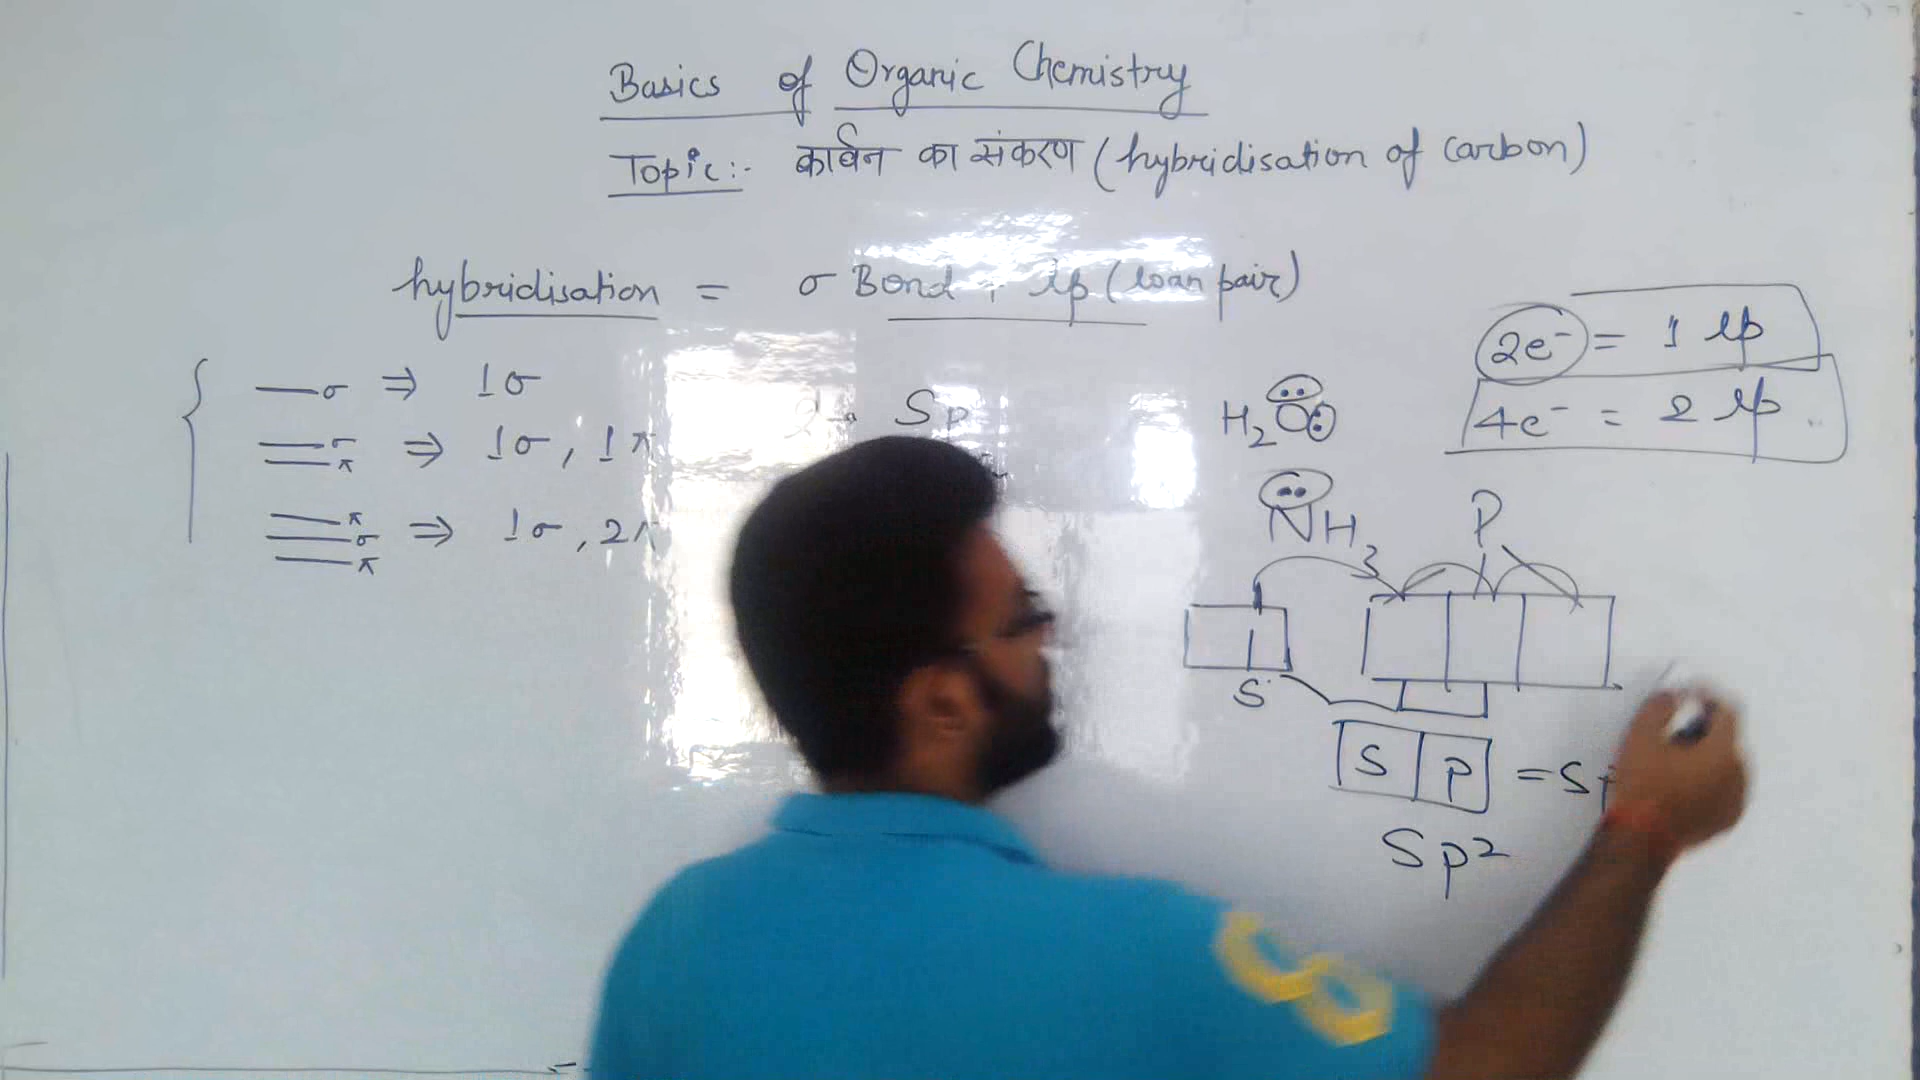 Basics of Organic Chemistry
Topic:- कार्बन का संकरण (hybridisation of carbon)
hybridisation = σ Bond + lp (loan pair)
σ ⇒ 1σ
σ π ⇒ 1σ, 1π
π σ π ⇒ 1σ, 2π
2 Sp
H2O
NH3
2e⁻ = 1 lp
4e⁻ = 2 lp
P
S
S P = Sp
Sp²